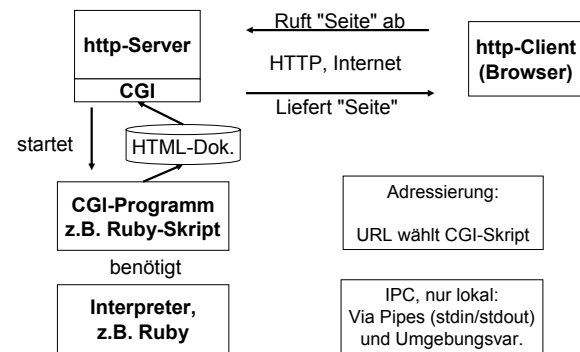 Ruft "Seite" ab
http-Server
HTTP, Internet
http-Client
(Browser)
CGI
Liefert "Seite"
startet
HTML-Dok.
CGI-Programm
z.B. Ruby-Skript
Adressierung:
URL wählt CGI-Skript
benötigt
Interpreter,
z.B. Ruby
IPC, nur lokal:
Via Pipes (stdin/stdout)
und Umgebungsvar.